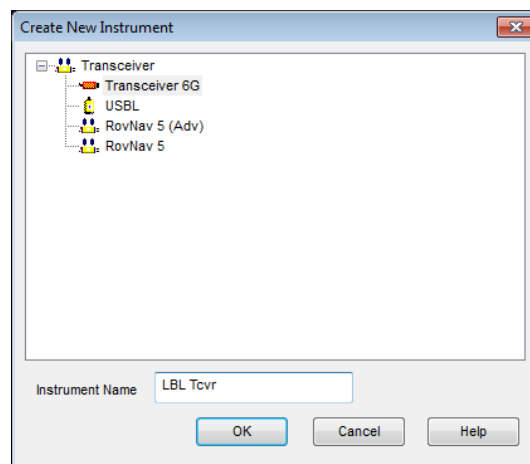 Create New Instrument
Transceiver
Transceiver 6G
USBL
RovNav 5 (Adv)
RovNav 5
Instrument Name LBL Tcvr
OK Cancel Help